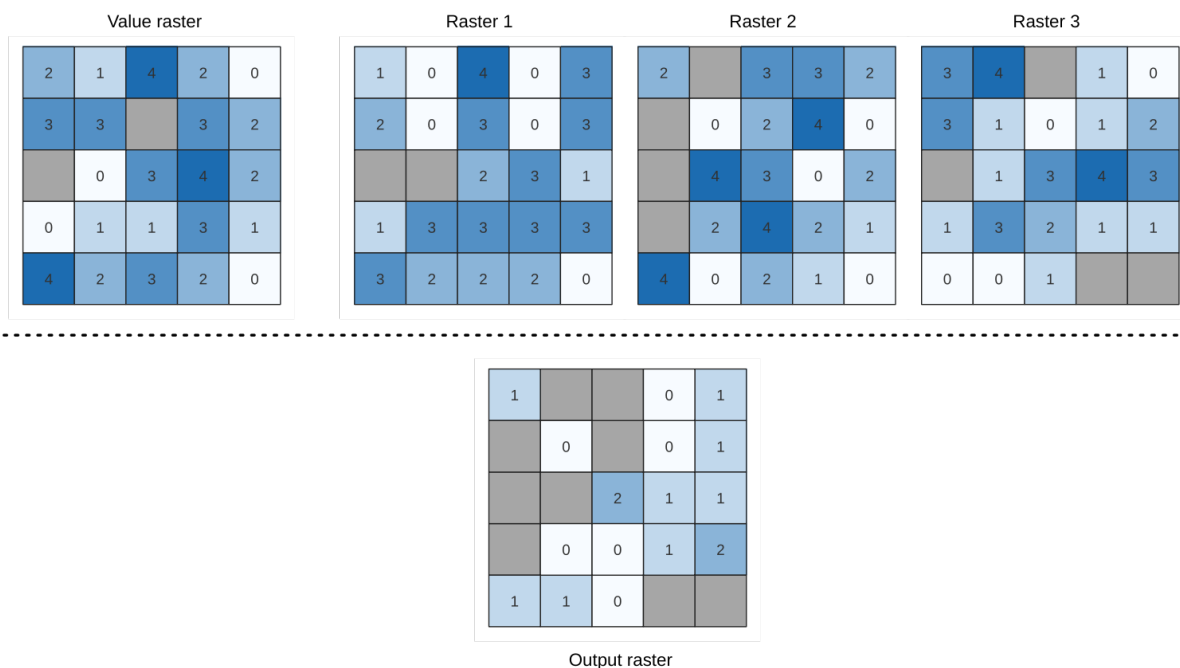 Value raster Raster 1 Raster 2 Raster 3
2 1 4 2 0 1 0 4 0 3 2 3 3 2 3 4 1 0
3 3 3 2 2 0 3 0 3 0 2 4 0 3 1 0 1 2
0 3 4 2 2 3 1 4 3 0 2 1 3 4 3
0 1 1 3 1 1 3 3 3 3 2 4 2 1 1 3 2 1 1
4 2 3 2 0 3 2 2 2 0 4 0 2 1 0 0 0 1
1 0 1
0 0 1
2 1 1
0 0 1 2
1 1 0
Output raster